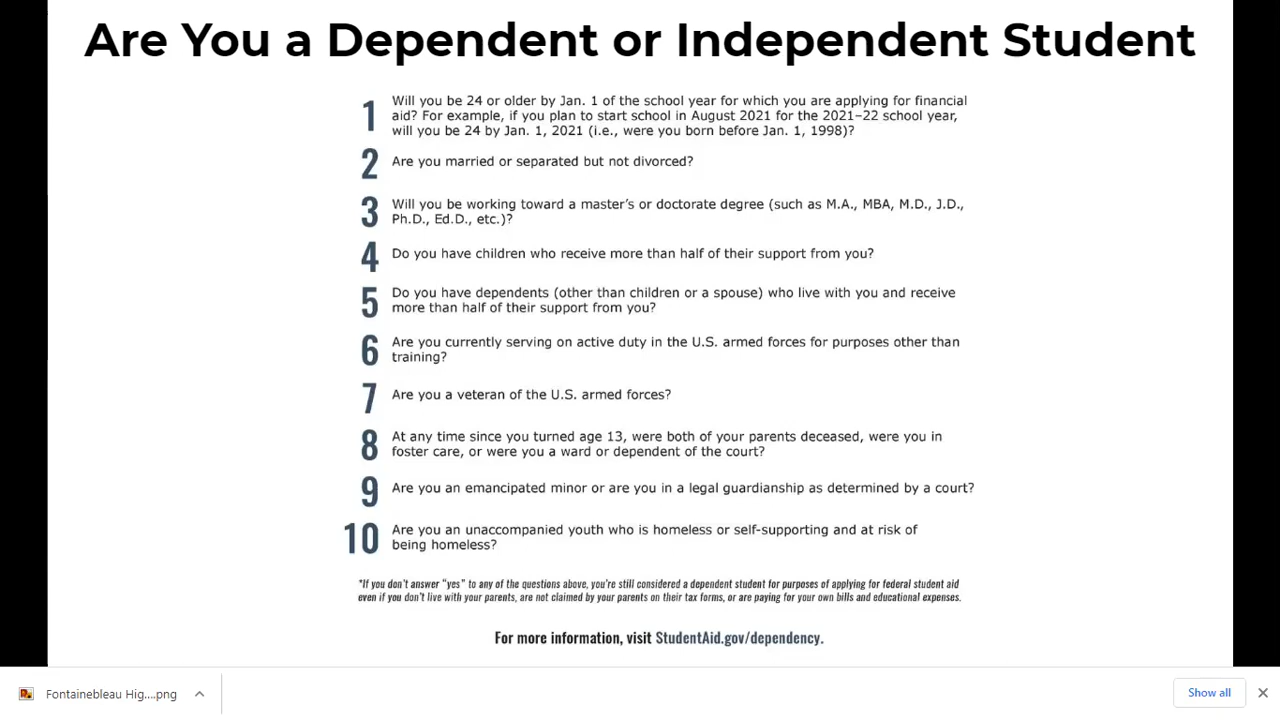 Are You a Dependent or Independent Student
1 Will you be 24 or older by Jan. 1 of the school year for which you are applying for financial
aid? For example, if you plan to start school in August 2021 for the 2021–22 school year,
will you be 24 by Jan. 1, 2021 (i.e., were you born before Jan. 1, 1998)?
2 Are you married or separated but not divorced?
3 Will you be working toward a master's or doctorate degree (such as M.A., MBA, M.D., J.D.,
Ph.D., Ed.D., etc.)?
4 Do you have children who receive more than half of their support from you?
5 Do you have dependents (other than children or a spouse) who live with you and receive
more than half of their support from you?
6 Are you currently serving on active duty in the U.S. armed forces for purposes other than
training?
7 Are you a veteran of the U.S. armed forces?
8 At any time since you turned age 13, were both of your parents deceased, were you in
foster care, or were you a ward or dependent of the court?
9 Are you an emancipated minor or are you in a legal guardianship as determined by a court?
10 Are you an unaccompanied youth who is homeless or self-supporting and at risk of
being homeless?
*If you don't answer "yes" to any of the questions above, you're still considered a dependent student for purposes of applying for federal student aid
even if you don't live with your parents, are not claimed by your parents on their tax forms, or are paying for your own bills and educational expenses.
For more information, visit StudentAid.gov/dependency.
Fontainebleau Hig....png
Show all